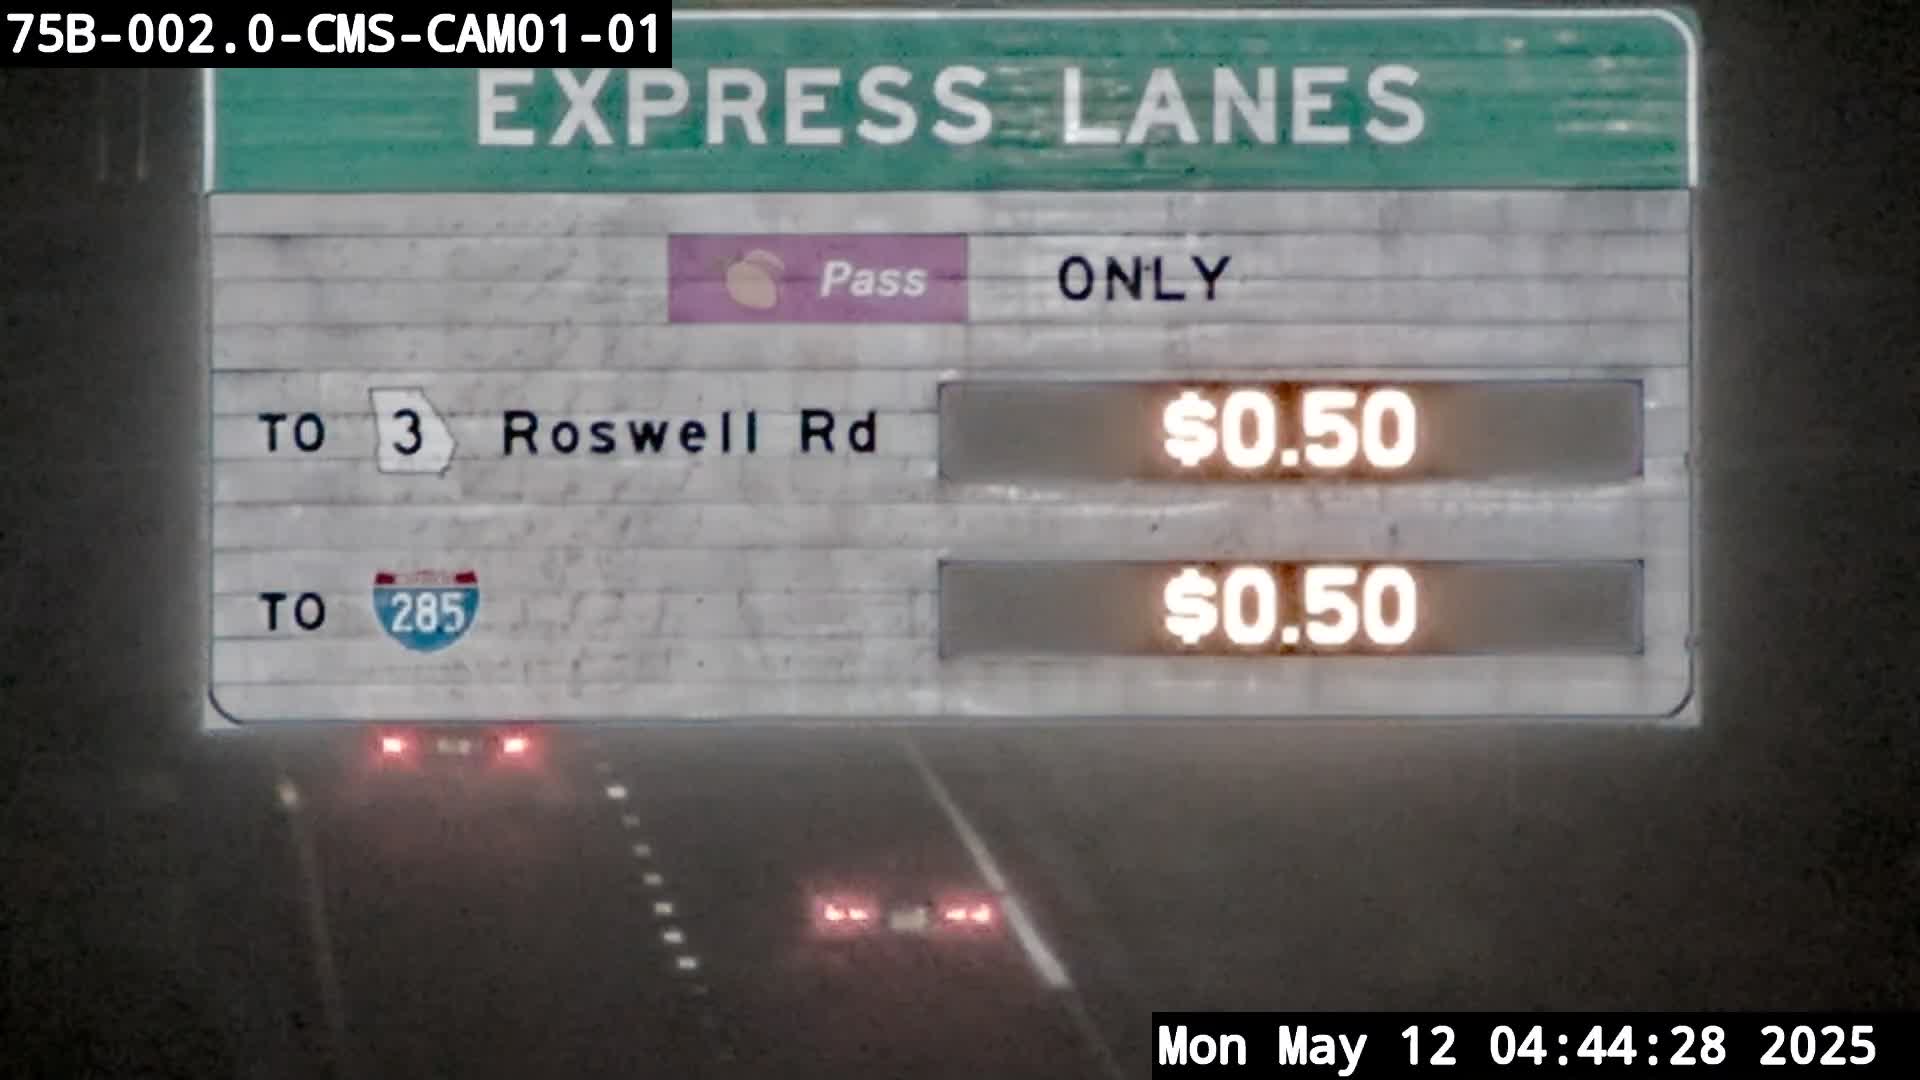 75B-002.0-CMS-CAM01-01
EXPRESS LANES
Pass ONLY
TO 3 Roswell Rd $0.50
TO 285 $0.50
Mon May 12 04:44:28 2025